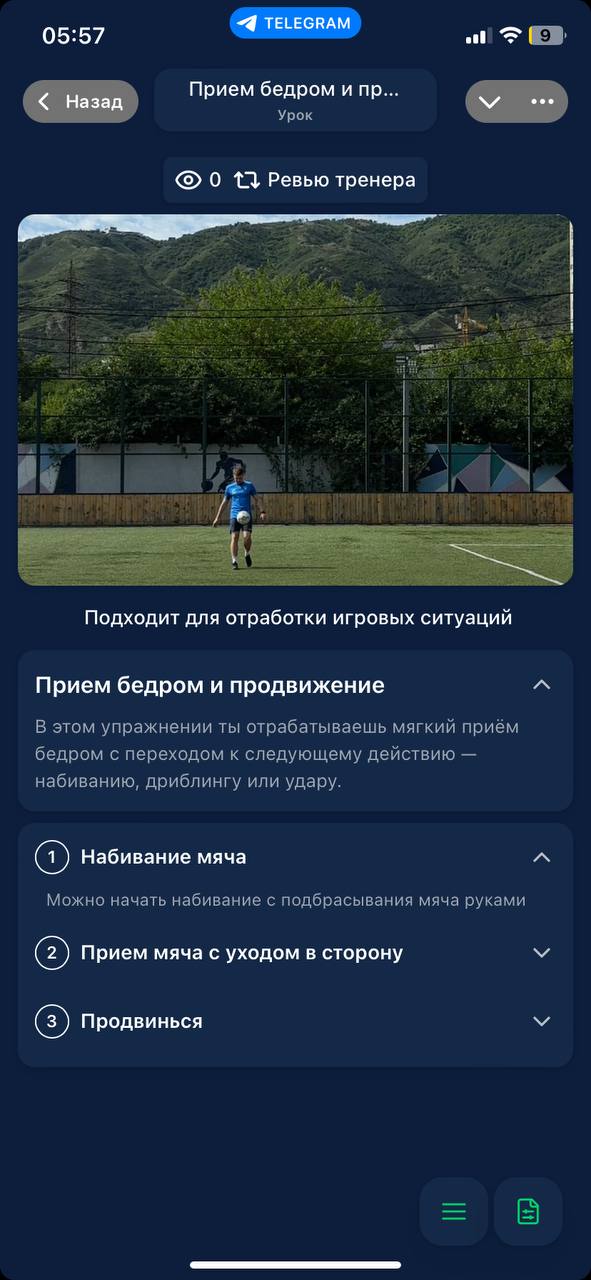 05:57
TELEGRAM
9
Назад
Прием бедром и пр...
Урок
0 Ревью тренера
Подходит для отработки игровых ситуаций
Прием бедром и продвижение
В этом упражнении ты отрабатываешь мягкий приём
бедром с переходом к следующему действию —
набиванию, дриблингу или удару.
1 Набивание мяча
Можно начать набивание с подбрасывания мяча руками
2 Прием мяча с уходом в сторону
3 Продвинься